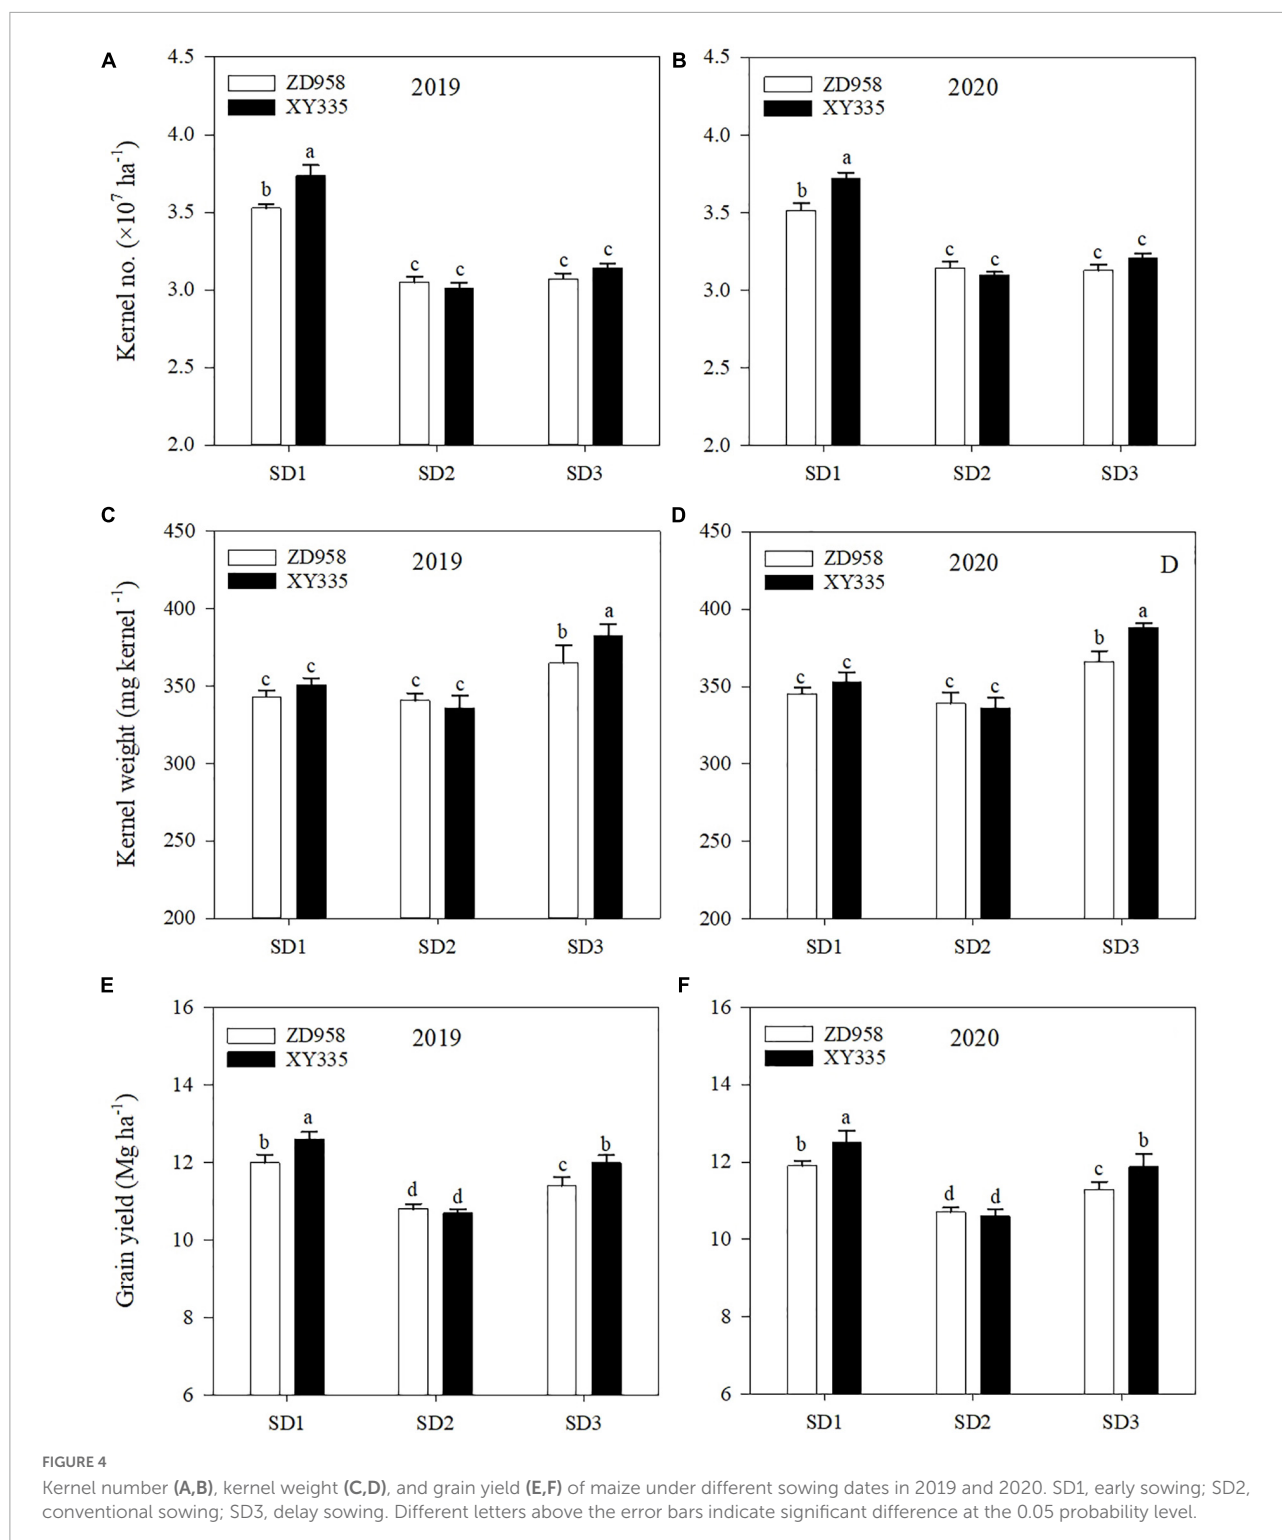 A
4.5
4.0
3.5
3.0
2.5
2.0
Kernel no. (×10⁷ ha⁻¹)
ZD958
XY335
2019
b
a
c
c
c
c
SD1
SD2
SD3
B
4.5
4.0
3.5
3.0
2.5
2.0
ZD958
XY335
2020
b
a
c
c
c
c
SD1
SD2
SD3
C
450
400
350
300
250
200
Kernel weight (mg kernel ⁻¹)
ZD958
XY335
2019
c
c
c
c
b
a
SD1
SD2
SD3
D
450
400
350
300
250
200
ZD958
XY335
2020
D
c
c
c
c
b
a
SD1
SD2
SD3
E
16
14
12
10
8
6
Grain yield (Mg ha⁻¹)
ZD958
XY335
2019
b
a
d
d
c
b
SD1
SD2
SD3
F
16
14
12
10
8
6
ZD958
XY335
2020
b
a
d
d
c
b
SD1
SD2
SD3
FIGURE 4
Kernel number (A,B), kernel weight (C,D), and grain yield (E,F) of maize under different sowing dates in 2019 and 2020. SD1, early sowing; SD2,
conventional sowing; SD3, delay sowing. Different letters above the error bars indicate significant difference at the 0.05 probability level.